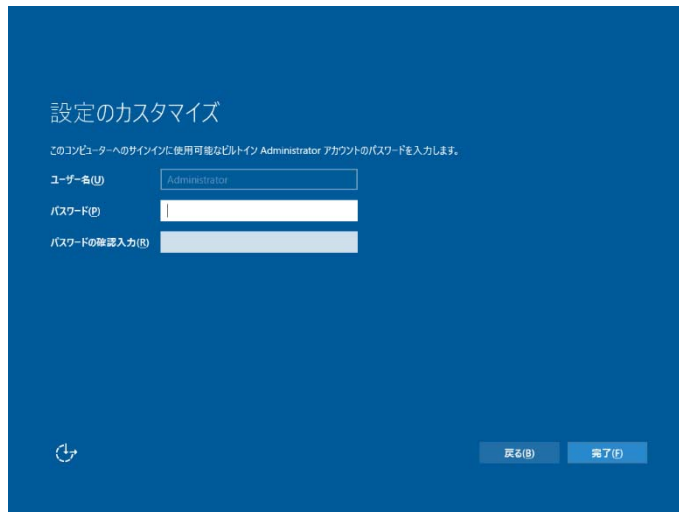 設定のカスタマイズ
このコンピューターへのサインインに使用可能なビルトイン Administrator アカウントのパスワードを入力します。
ユーザー名(U)
Administrator
パスワード(P)
パスワードの確認入力(R)
戻る(B)
完了(F)